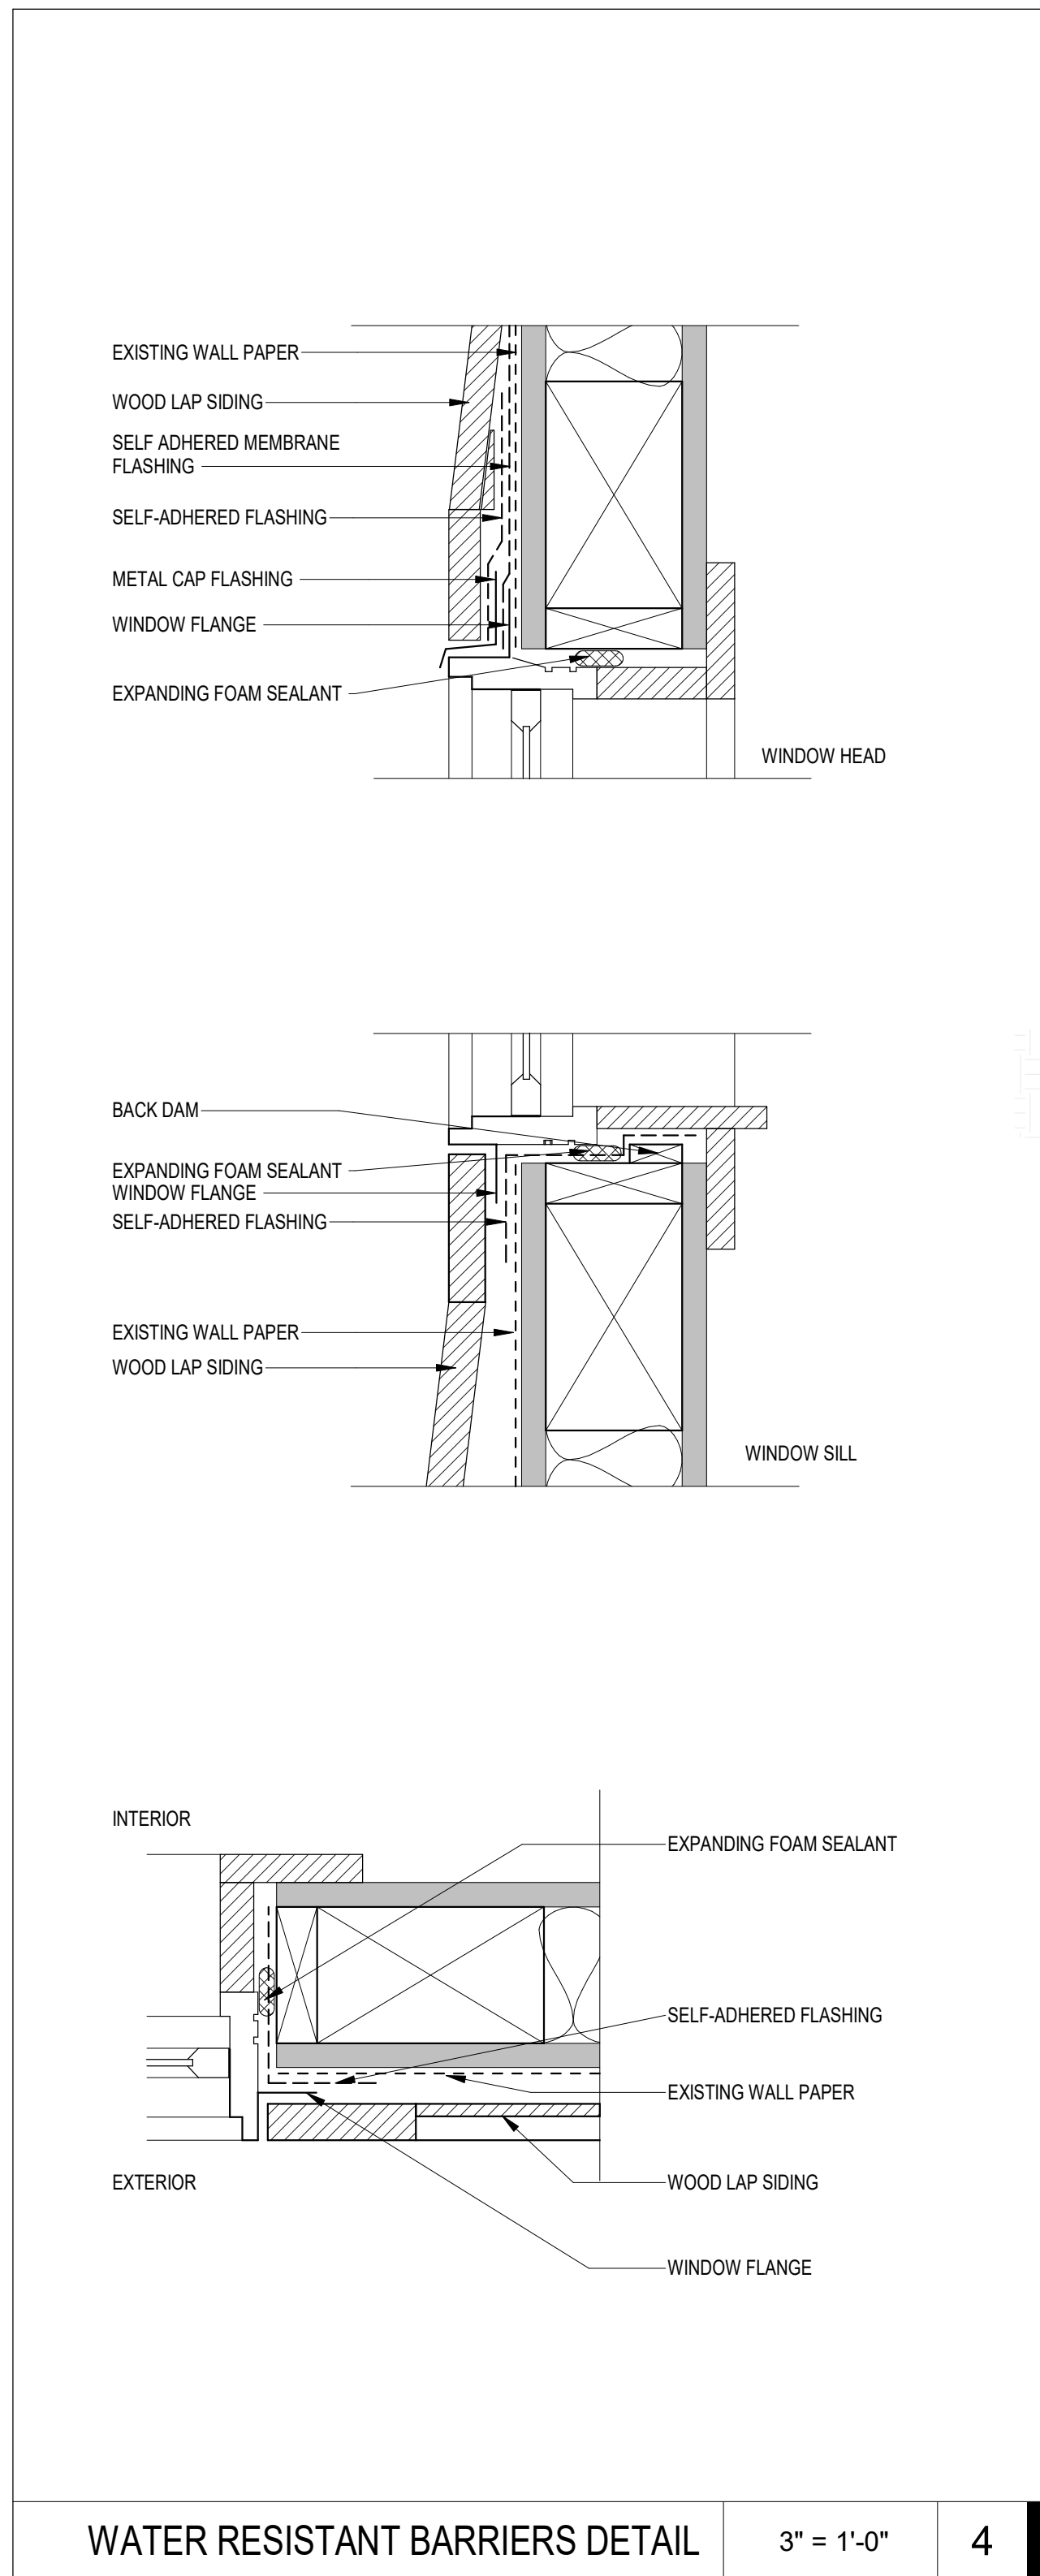 EXISTING WALL PAPER
WOOD LAP SIDING
SELF ADHERED MEMBRANE
FLASHING
SELF-ADHERED FLASHING
METAL CAP FLASHING
WINDOW FLANGE
EXPANDING FOAM SEALANT
WINDOW HEAD
BACK DAM
EXPANDING FOAM SEALANT
WINDOW FLANGE
SELF-ADHERED FLASHING
EXISTING WALL PAPER
WOOD LAP SIDING
WINDOW SILL
INTERIOR
EXPANDING FOAM SEALANT
SELF-ADHERED FLASHING
EXISTING WALL PAPER
EXTERIOR
WOOD LAP SIDING
WINDOW FLANGE
WATER RESISTANT BARRIERS DETAIL
3" = 1'-0"
4